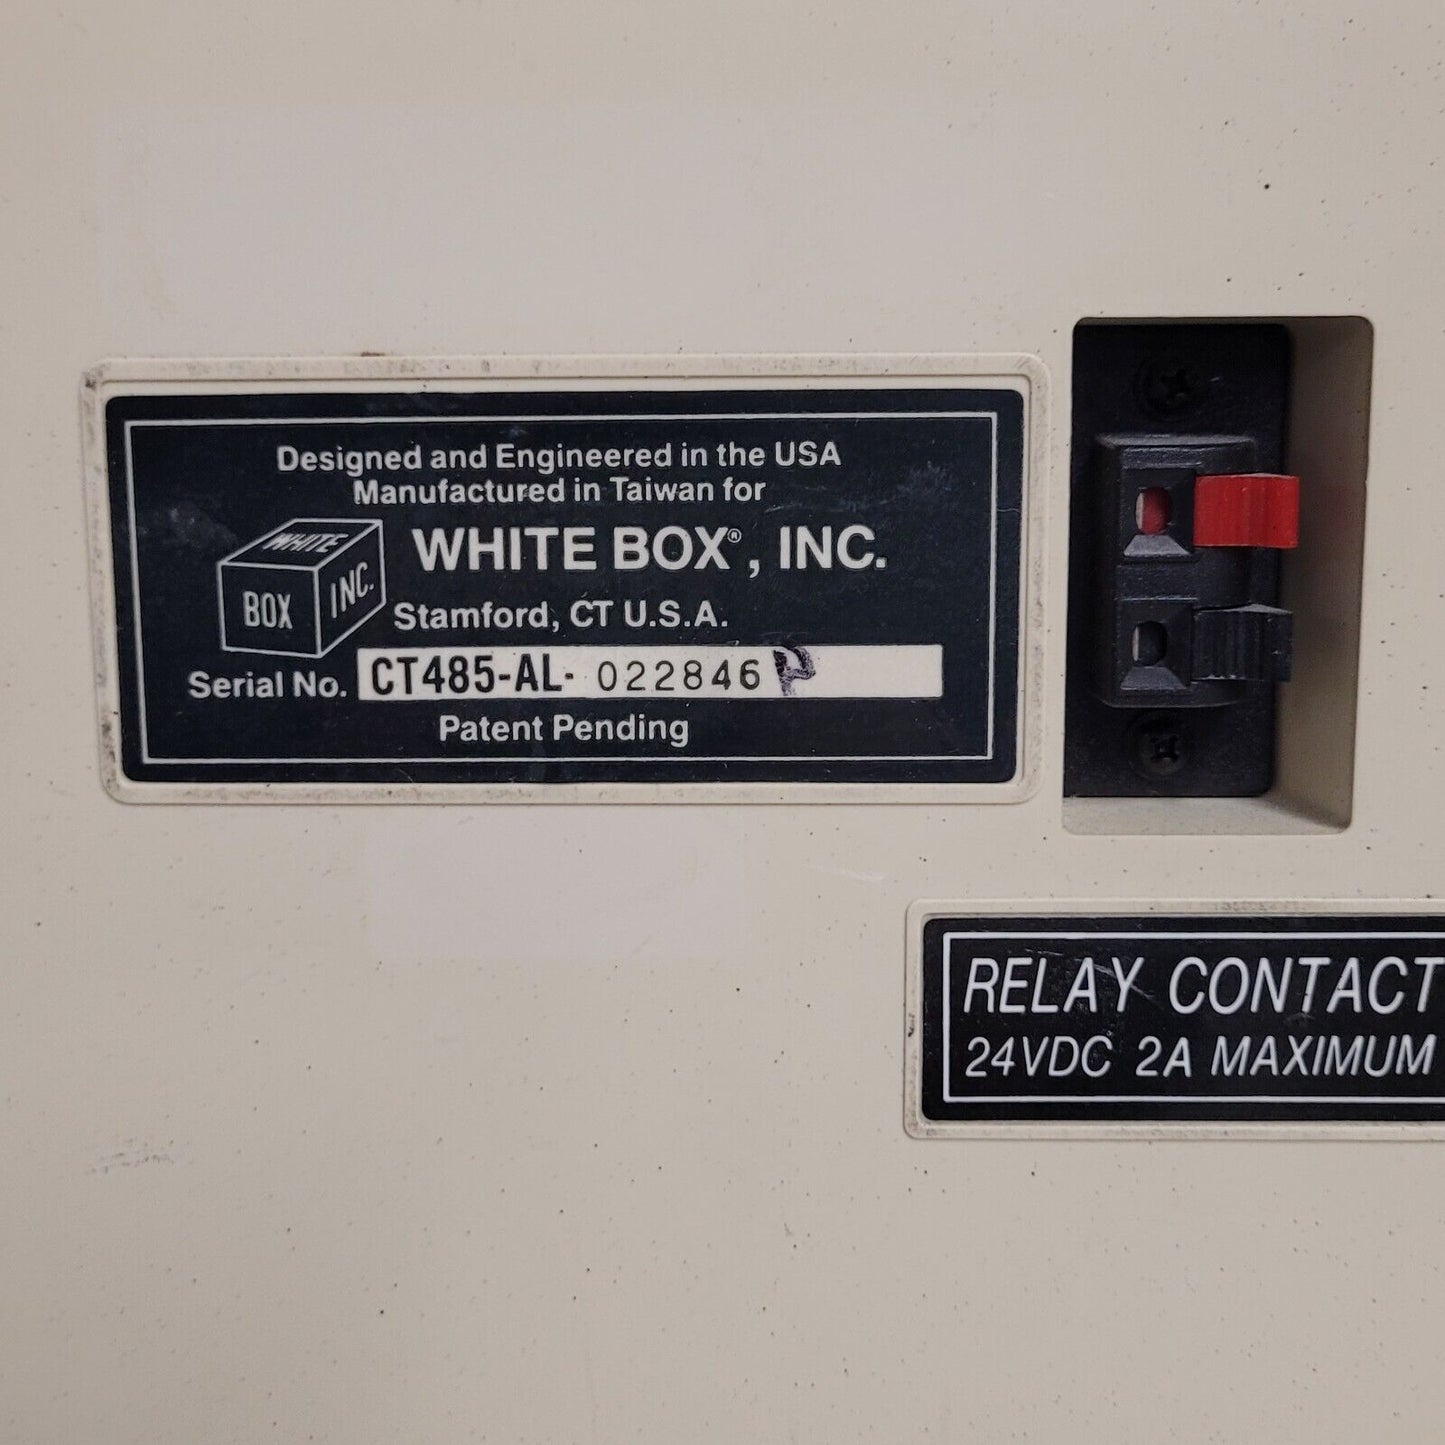 Designed and Engineered in the USA
Manufactured in Taiwan for
WHITE
BOX
INC.
WHITE BOX®, INC.
Stamford, CT U.S.A.
Serial No. CT485-AL- 022846 P
Patent Pending
RELAY CONTACT
24VDC 2A MAXIMUM